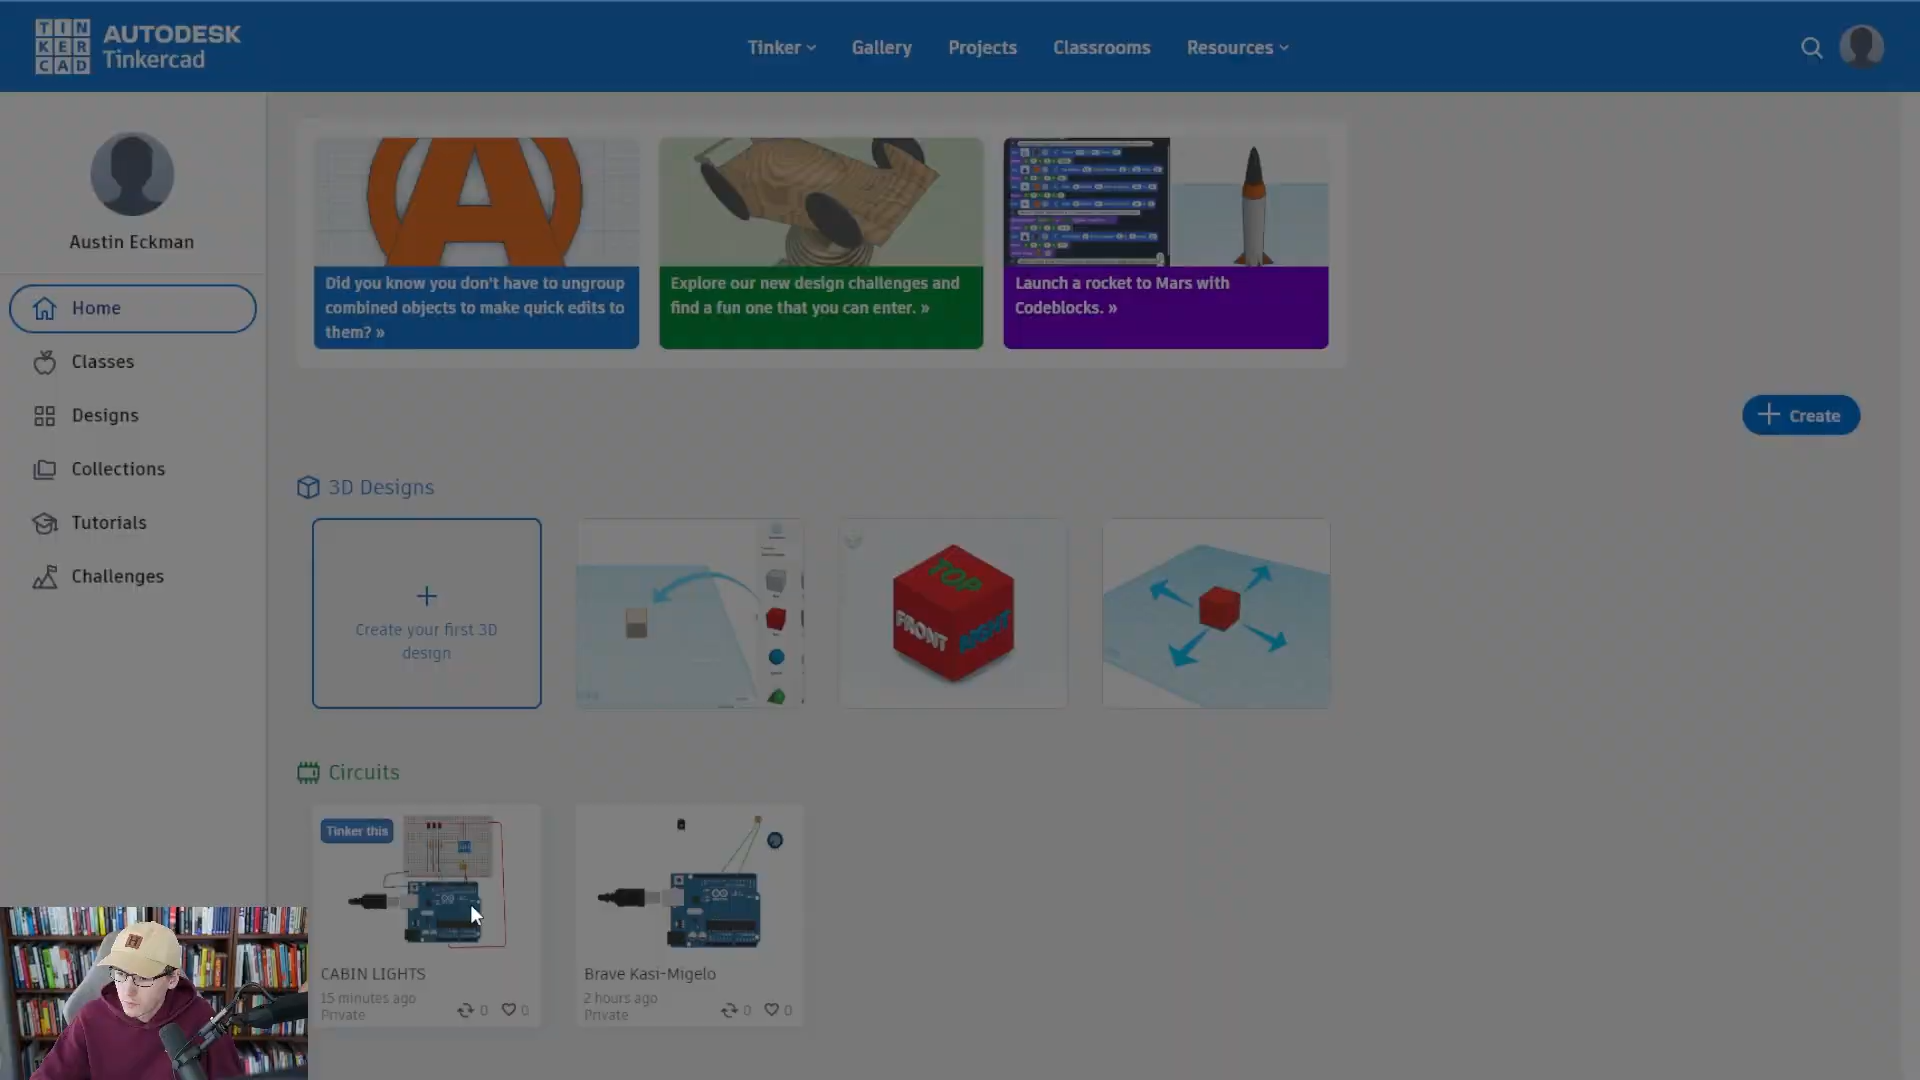 TIN
KER
CAD
AUTODESK
Tinkercad
Tinker
Gallery
Projects
Classrooms
Resources
Austin Eckman
Home
Classes
Designs
Collections
Tutorials
Challenges
Did you know you don't have to ungroup
combined objects to make quick edits to
them? »
Explore our new design challenges and
find a fun one that you can enter. »
Launch a rocket to Mars with
Codeblocks. »
Create
3D Designs
Create your first 3D
design
TOP
FRONT
RIGHT
Circuits
Tinker this
CABIN LIGHTS
15 minutes ago
Private
0
0
Brave Kasi-Migelo
2 hours ago
Private
0
0